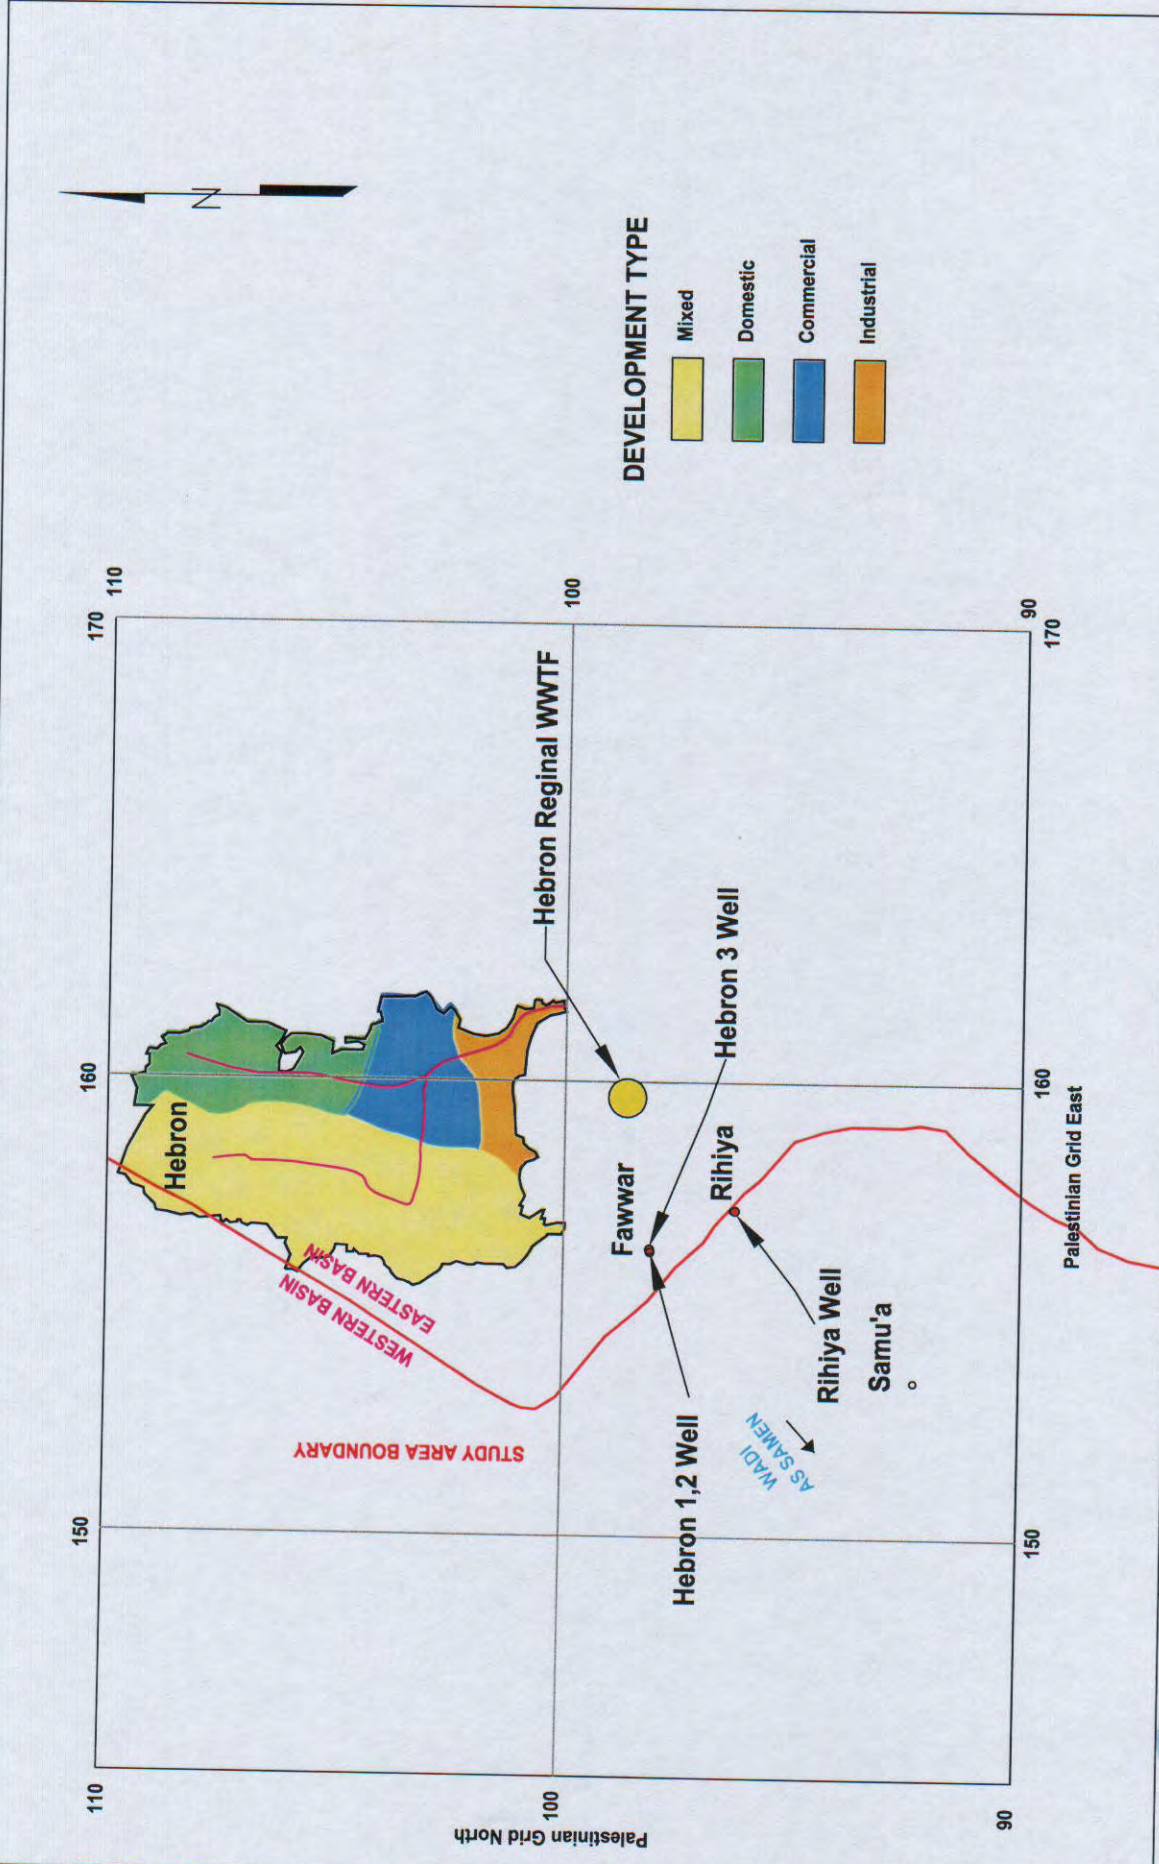 N
DEVELOPMENT TYPE
Mixed
Domestic
Commercial
Industrial
150
160
170
110
110
Hebron
EASTERN BASIN
WESTERN BASIN
STUDY AREA BOUNDARY
Hebron Reginal WWTF
100
100
Palestinian Grid North
Fawwar
Hebron 3 Well
Hebron 1,2 Well
Rihiya
Rihiya Well
WADI
AS SAMEN
Samu'a
90
90
150
160
170
Palestinian Grid East